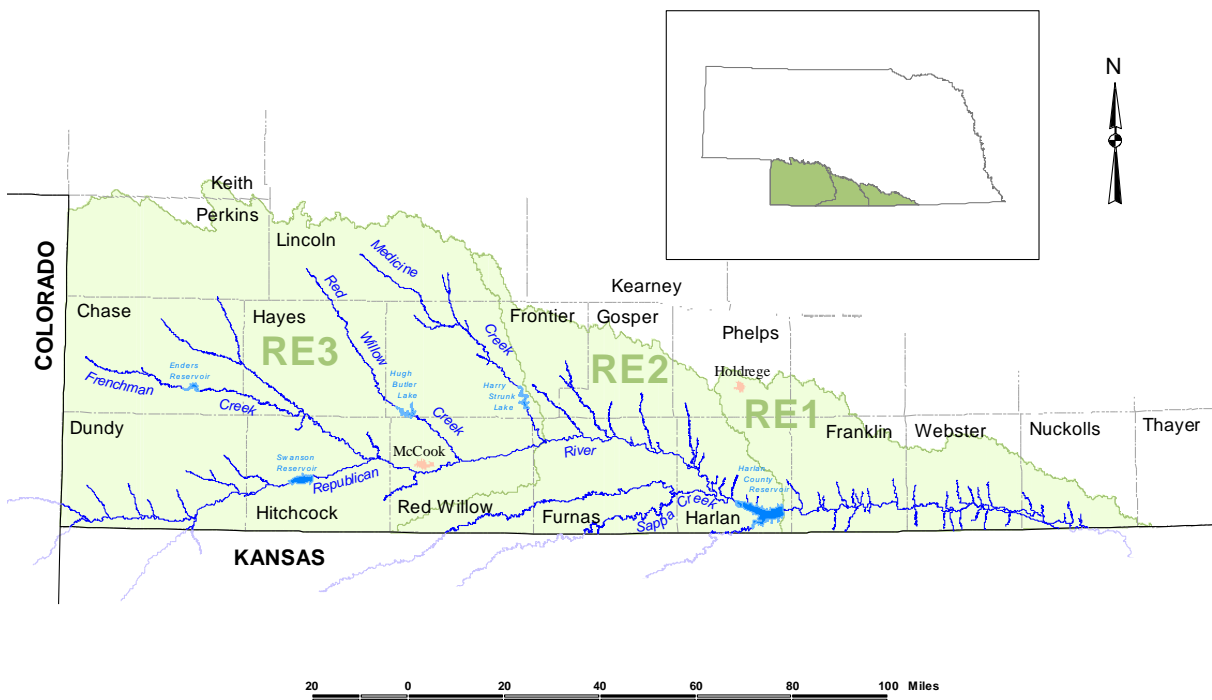 N
Keith
Perkins
Lincoln
Medicine
Creek
COLORADO
Kearney
Chase
Hayes
Red
Willow
Creek
Frontier
Gosper
Phelps
RE3
RE2
RE1
Holdrege
Enders
Reservoir
Frenchman
Creek
Hugh
Butler
Lake
Harry
Strunk
Lake
Dundy
Franklin
Webster
Nuckolls
Thayer
McCook
River
Swanson
Reservoir
Republican
Harlan
County
Reservoir
Hitchcock
Red Willow
Furnas
Sappa
Creek
Harlan
KANSAS
20 0 20 40 60 80 100 Miles